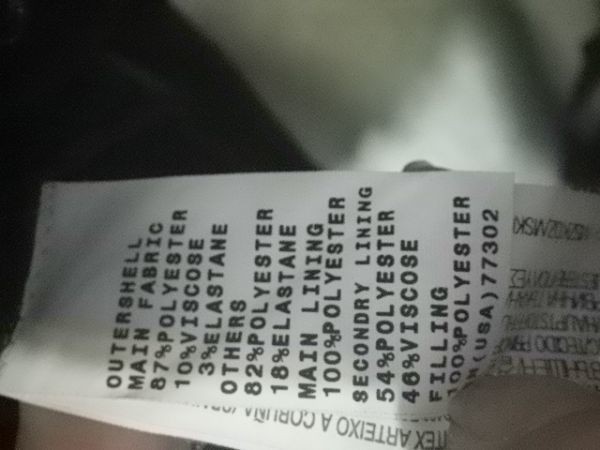 OUTERSHELL
MAIN FABRIC
87%POLYESTER
10%VISCOSE
3%ELASTANE
OTHERS
82%POLYESTER
18%ELASTANE
MAIN LINING
100%POLYESTER
SECONDRY LINING
54%POLYESTER
46%VISCOSE
FILLING
100%POLYESTER
(USA)77302
ARTEIXO A CORUÑA